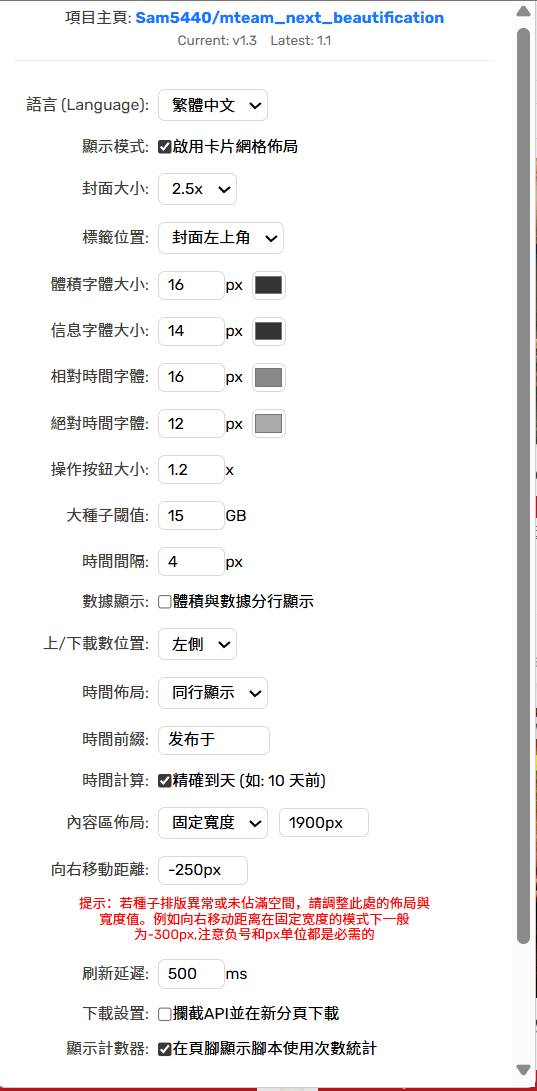 項目主頁: Sam5440/mteam_next_beautification
Current: v1.3 Latest: 1.1
語言 (Language): 繁體中文
顯示模式: 啟用卡片網格佈局
封面大小: 2.5x
標籤位置: 封面左上角
體積字體大小: 16 px
信息字體大小: 14 px
相對時間字體: 16 px
絕對時間字體: 12 px
操作按鈕大小: 1.2 x
大種子閾值: 15 GB
時間間隔: 4 px
數據顯示: 體積與數據分行顯示
上/下載數位置: 左側
時間佈局: 同行顯示
時間前綴: 发布于
時間計算: 精確到天 (如: 10 天前)
內容區佈局: 固定寬度 1900px
向右移動距離: -250px
提示：若種子排版異常或未佔滿空間，請調整此處的佈局與
寬度值。例如向右移动距离在固定宽度的模式下一般
为-300px,注意负号和px单位都是必需的
刷新延遲: 500 ms
下載設置: 攔截API並在新分頁下載
顯示計數器: 在頁腳顯示腳本使用次數統計